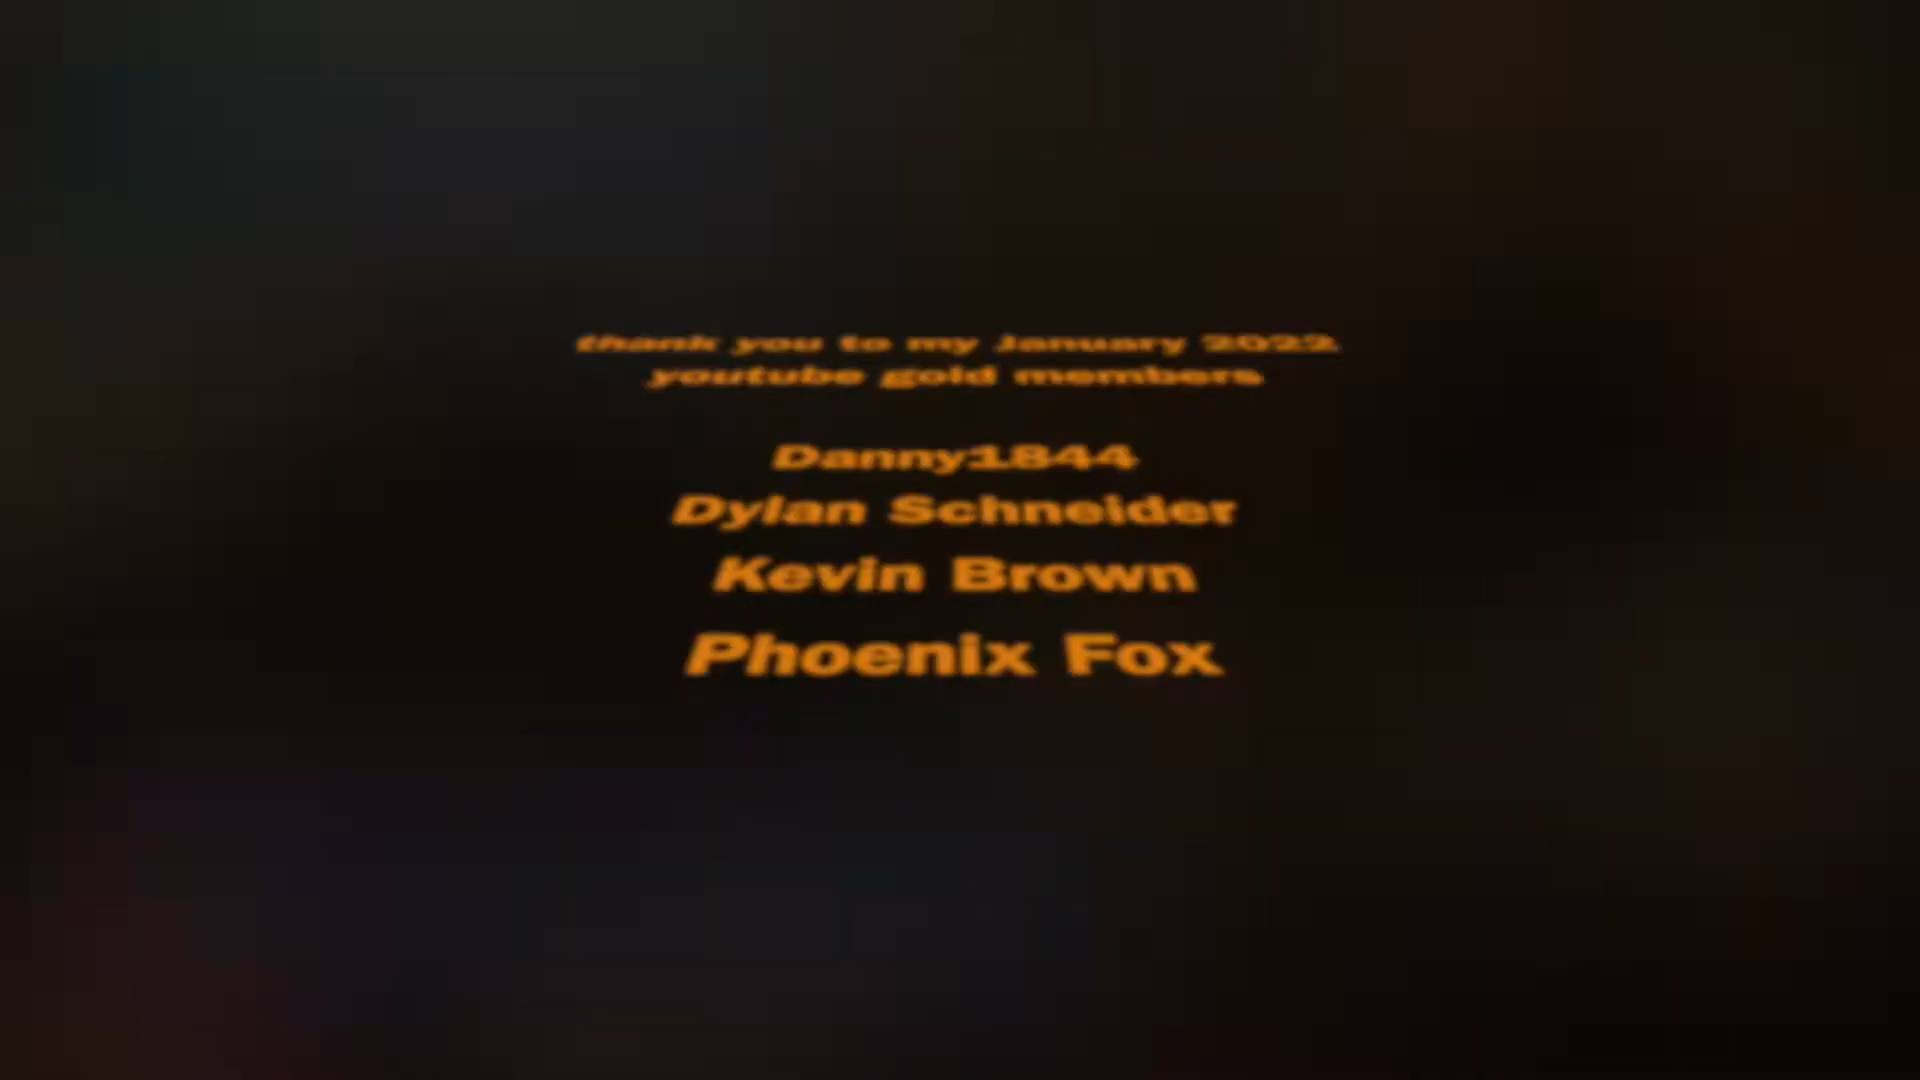 thank you to my January 2022
youtube gold members
Danny1844
Dylan Schneider
Kevin Brown
Phoenix Fox